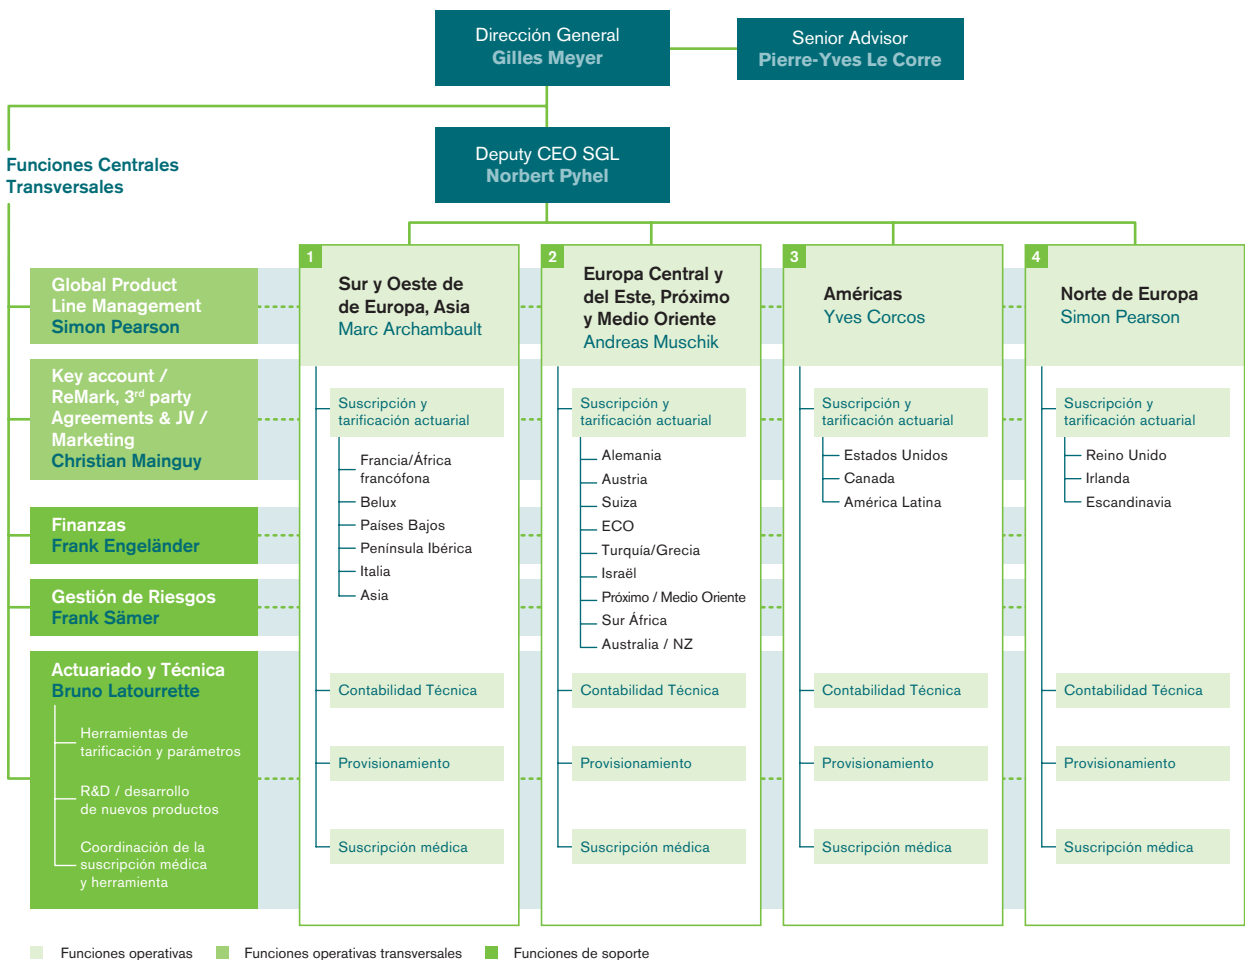 Dirección General
Gilles Meyer
Senior Advisor
Pierre-Yves Le Corre
Deputy CEO SGL
Norbert Pyhel
Funciones Centrales
Transversales
Global Product
Line Management
Simon Pearson
Key account /
ReMark, 3rd party
Agreements & JV /
Marketing
Christian Mainguy
Finanzas
Frank Engeländer
Gestión de Riesgos
Frank Sämer
Actuariado y Técnica
Bruno Latourrette
Herramientas de
tarificación y parámetros
R&D / desarrollo
de nuevos productos
Coordinación de la
suscripción médica
y herramienta
1
Sur y Oeste de
de Europa, Asia
Marc Archambault
Suscripción y
tarificación actuarial
Francia/África
francófona
Belux
Países Bajos
Península Ibérica
Italia
Asia
Contabilidad Técnica
Provisionamiento
Suscripción médica
2
Europa Central y
del Este, Próximo
y Medio Oriente
Andreas Muschik
Suscripción y
tarificación actuarial
Alemania
Austria
Suiza
ECO
Turquía/Grecia
Israël
Próximo / Medio Oriente
Sur África
Australia / NZ
Contabilidad Técnica
Provisionamiento
Suscripción médica
3
Américas
Yves Corcos
Suscripción y
tarificación actuarial
Estados Unidos
Canada
América Latina
Contabilidad Técnica
Provisionamiento
Suscripción médica
4
Norte de Europa
Simon Pearson
Suscripción y
tarificación actuarial
Reino Unido
Irlanda
Escandinavia
Contabilidad Técnica
Provisionamiento
Suscripción médica
Funciones operativas
Funciones operativas transversales
Funciones de soporte